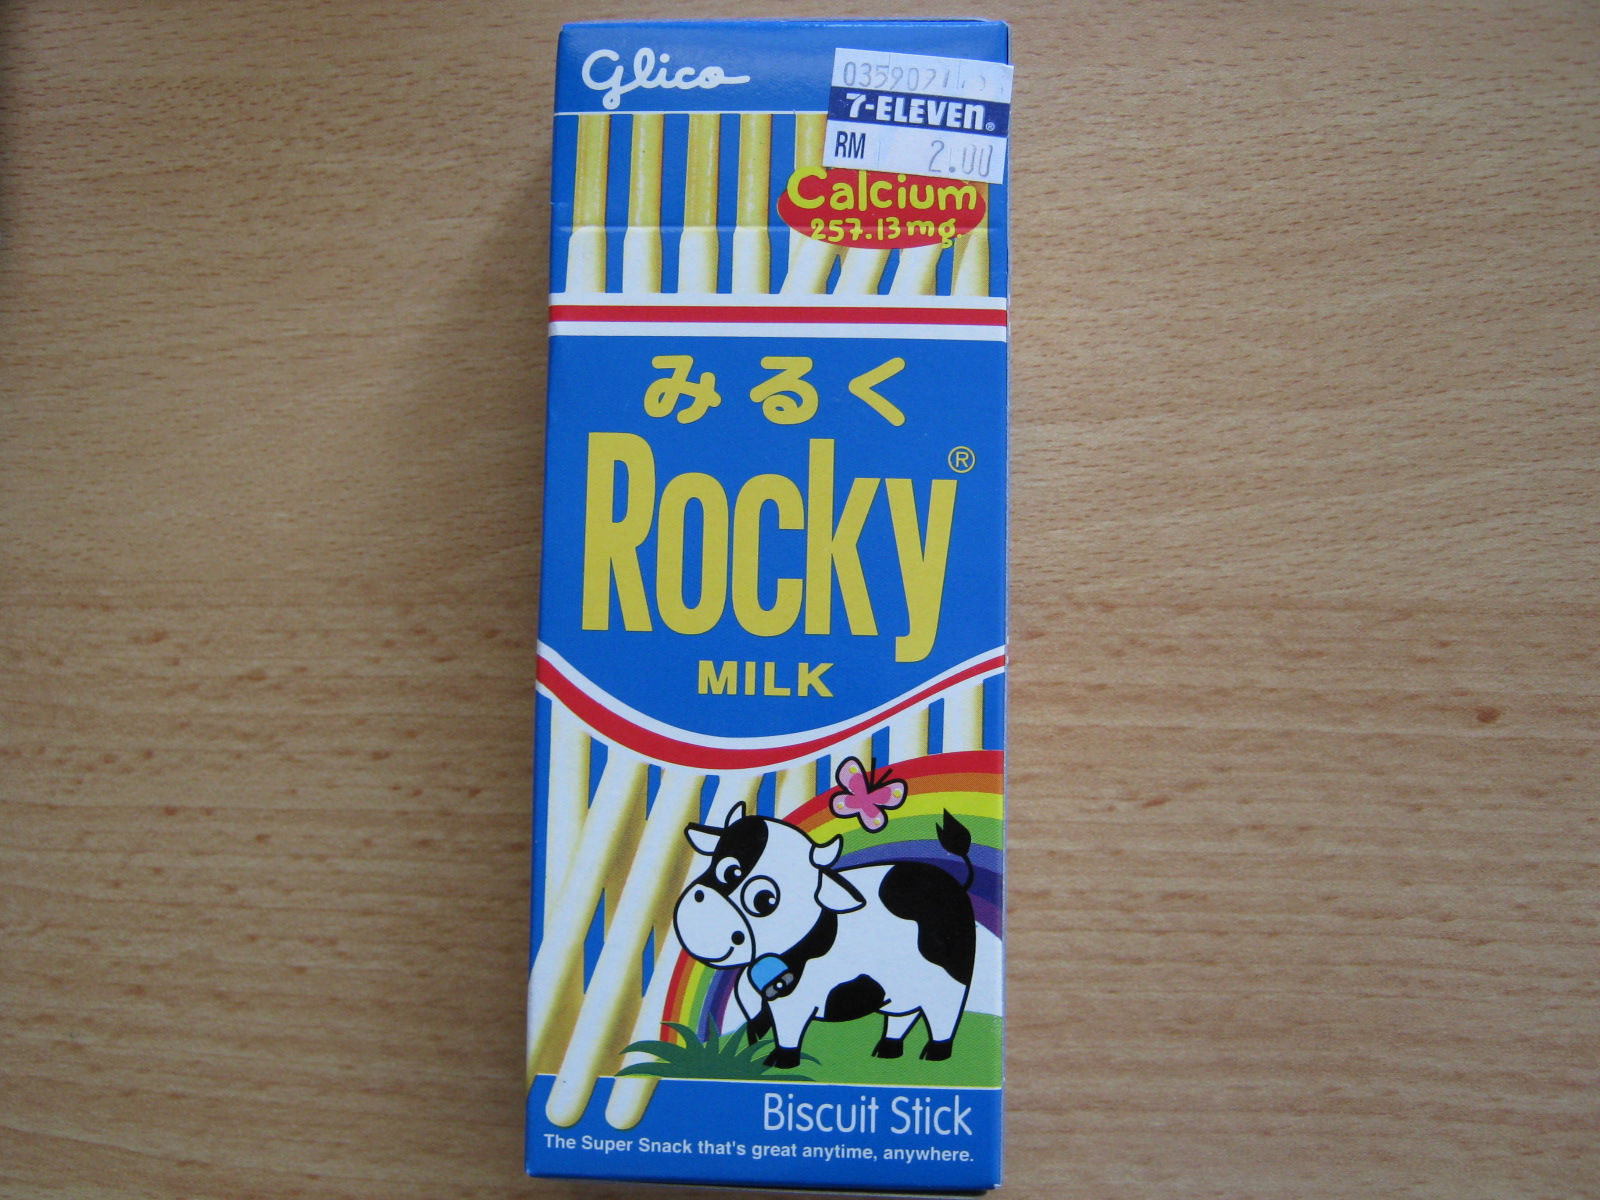 Glico
7-ELEVEn®
RM 2.00
Calcium
257.13mg.
みるく
Rocky®
MILK
Biscuit Stick
The Super Snack that's great anytime, anywhere.